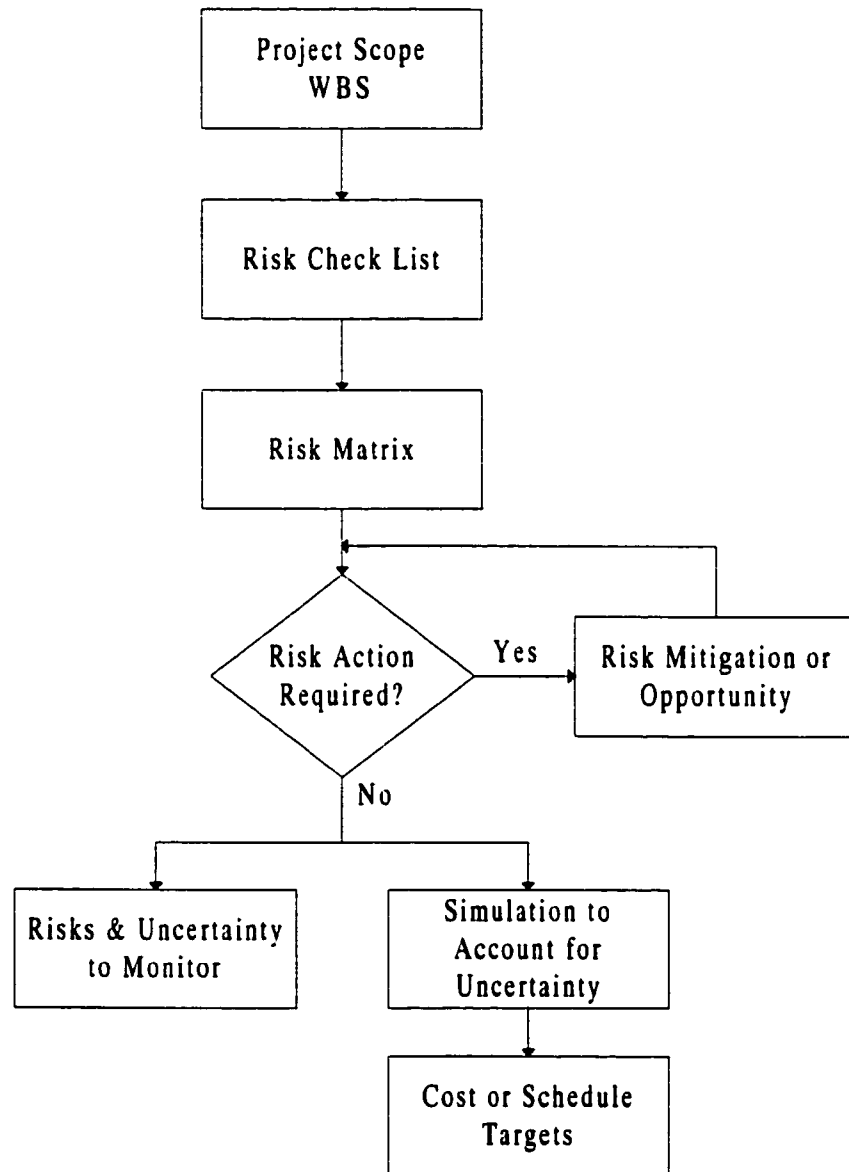 Project Scope
WBS
Risk Check List
Risk Matrix
Risk Action
Required?
Yes
Risk Mitigation or
Opportunity
No
Risks & Uncertainty
to Monitor
Simulation to
Account for
Uncertainty
Cost or Schedule
Targets